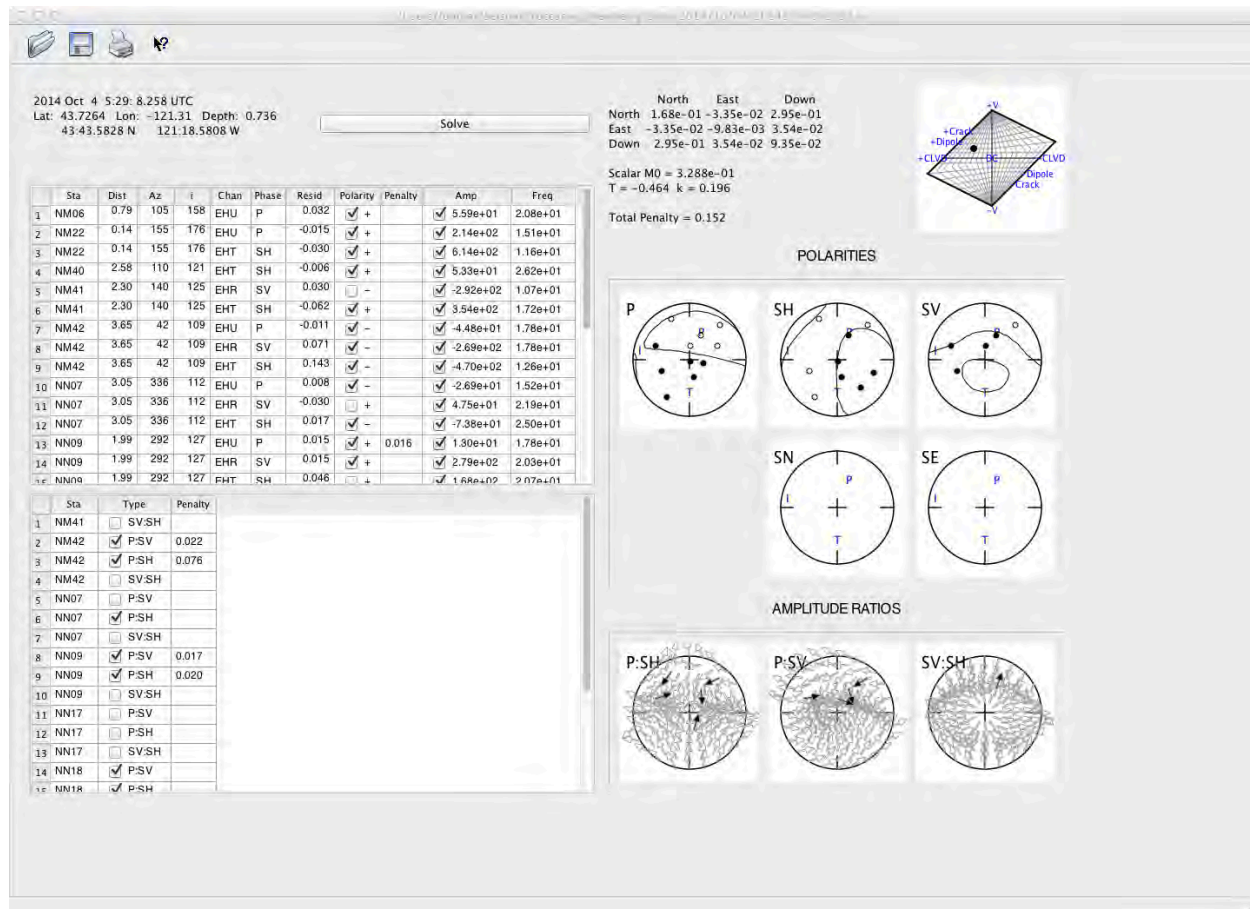 2014 Oct 4 5:29: 8.258 UTC
Lat: 43.7264 Lon: -121.31 Depth: 0.736
43:43.5828 N 121:18.5808 W
Solve
Sta Dist Az i Chan Phase Resid Polarity Penalty Amp Freq
1 NM06 0.79 105 158 EHU P 0.032 + 5.59e+01 2.08e+01
2 NM22 0.14 155 176 EHU P -0.015 + 2.14e+02 1.51e+01
3 NM22 0.14 155 176 EHT SH -0.030 + 6.14e+02 1.16e+01
4 NM40 2.58 110 121 EHT SH -0.006 + 5.33e+01 2.62e+01
5 NM41 2.30 140 125 EHR SV 0.030 - -2.92e+02 1.07e+01
6 NM41 2.30 140 125 EHT SH -0.062 + 3.54e+02 1.72e+01
7 NM42 3.65 42 109 EHU P -0.011 - -4.48e+01 1.78e+01
8 NM42 3.65 42 109 EHR SV 0.071 - -2.69e+02 1.78e+01
9 NM42 3.65 42 109 EHT SH 0.143 - -4.70e+02 1.26e+01
10 NN07 3.05 336 112 EHU P 0.008 - -2.69e+01 1.52e+01
11 NN07 3.05 336 112 EHR SV -0.030 + 4.75e+01 2.19e+01
12 NN07 3.05 336 112 EHT SH 0.017 - -7.38e+01 2.50e+01
13 NN09 1.99 292 127 EHU P 0.015 + 0.016 1.30e+01 1.78e+01
14 NN09 1.99 292 127 EHR SV 0.015 + 2.79e+02 2.03e+01
15 NN09 1.99 292 127 EHT SH 0.046 + 1.68e+02 2.07e+01
Sta Type Penalty
1 NM41 SV:SH
2 NM42 P:SV 0.022
3 NM42 P:SH 0.076
4 NM42 SV:SH
5 NN07 P:SV
6 NN07 P:SH
7 NN07 SV:SH
8 NN09 P:SV 0.017
9 NN09 P:SH 0.020
10 NN09 SV:SH
11 NN17 P:SV
12 NN17 P:SH
13 NN17 SV:SH
14 NN18 P:SV
15 NN18 P:SH
North East Down
North 1.68e-01 -3.35e-02 2.95e-01
East -3.35e-02 -9.83e-03 3.54e-02
Down 2.95e-01 3.54e-02 9.35e-02
Scalar M0 = 3.288e-01
T = -0.464 k = 0.196
Total Penalty = 0.152
+V
+Crack
+Dipole
+CLVD DC -CLVD
Dipole
Crack
-V
POLARITIES
P SH SV
P P P
I I I
T T T
SN SE
P P
I I
T T
AMPLITUDE RATIOS
P:SH P:SV SV:SH